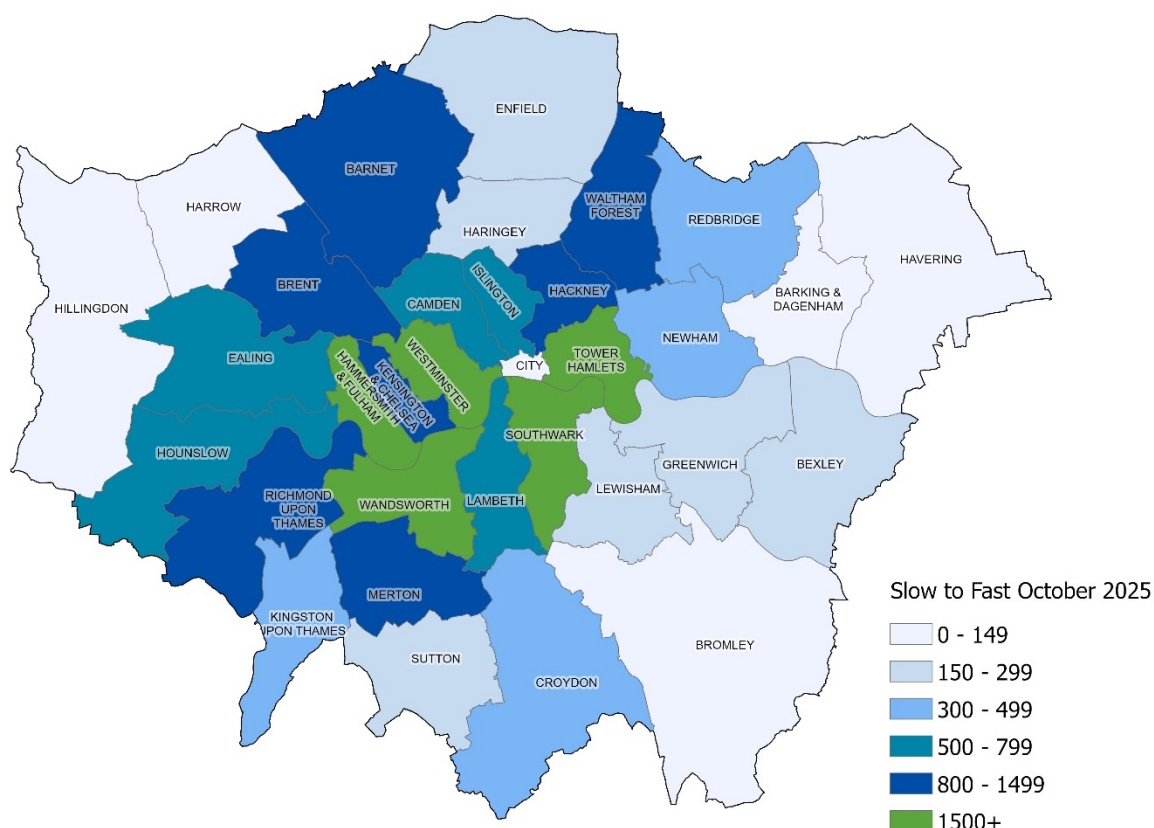 ENFIELD
BARNET
HARROW
WALTHAM
FOREST
REDBRIDGE
HARINGEY
HAVERING
BRENT
ISLINGTON
HACKNEY
CAMDEN
BARKING &
DAGENHAM
HILLINGDON
NEWHAM
EALING
HAMMERSMITH
& FULHAM
KENSINGTON
& CHELSEA
WESTMINSTER
CITY
TOWER
HAMLETS
HOUNSLOW
SOUTHWARK
GREENWICH
BEXLEY
RICHMOND
UPON
THAMES
WANDSWORTH
LAMBETH
LEWISHAM
MERTON
KINGSTON
UPON THAMES
SUTTON
CROYDON
BROMLEY
Slow to Fast October 2025
0 - 149
150 - 299
300 - 499
500 - 799
800 - 1499
1500+